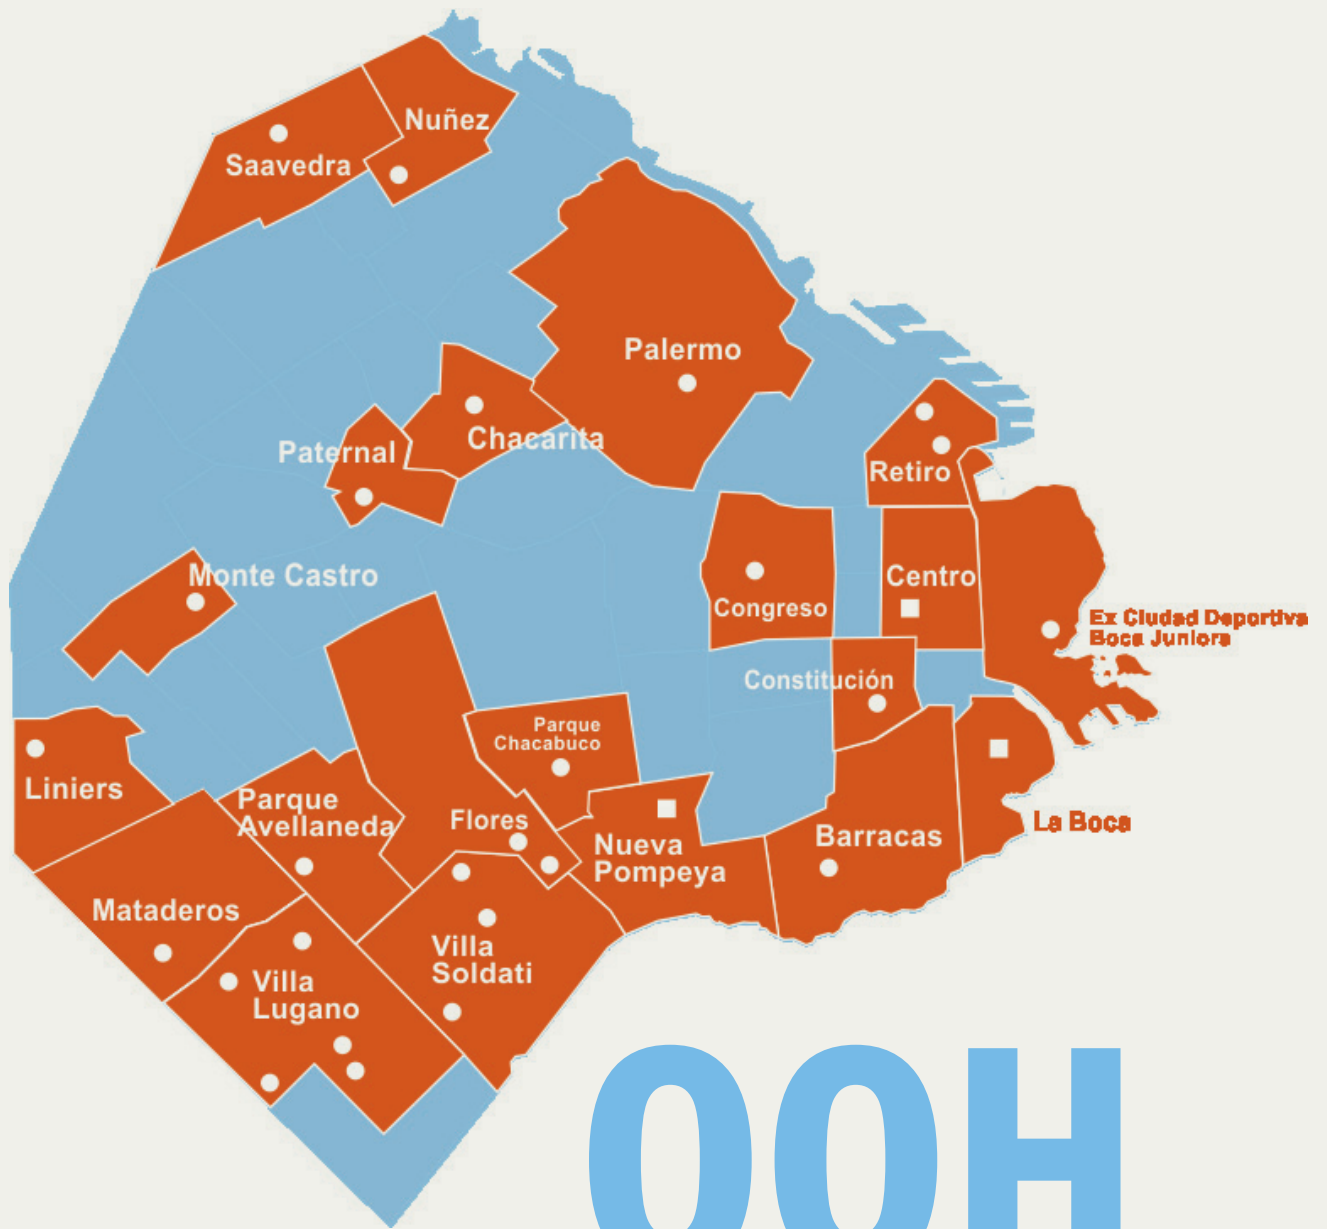 Nuñez
Saavedra
Palermo
Chacarita
Paternal
Retiro
Monte Castro
Centro
Congreso
Ex Ciudad Deportiva
Boca Juniors
Constitución
Parque
Chacabuco
Liniers
Parque
Avellaneda
Flores
La Boca
Barracas
Nueva
Pompeya
Mataderos
Villa
Soldati
Villa
Lugano
OOH